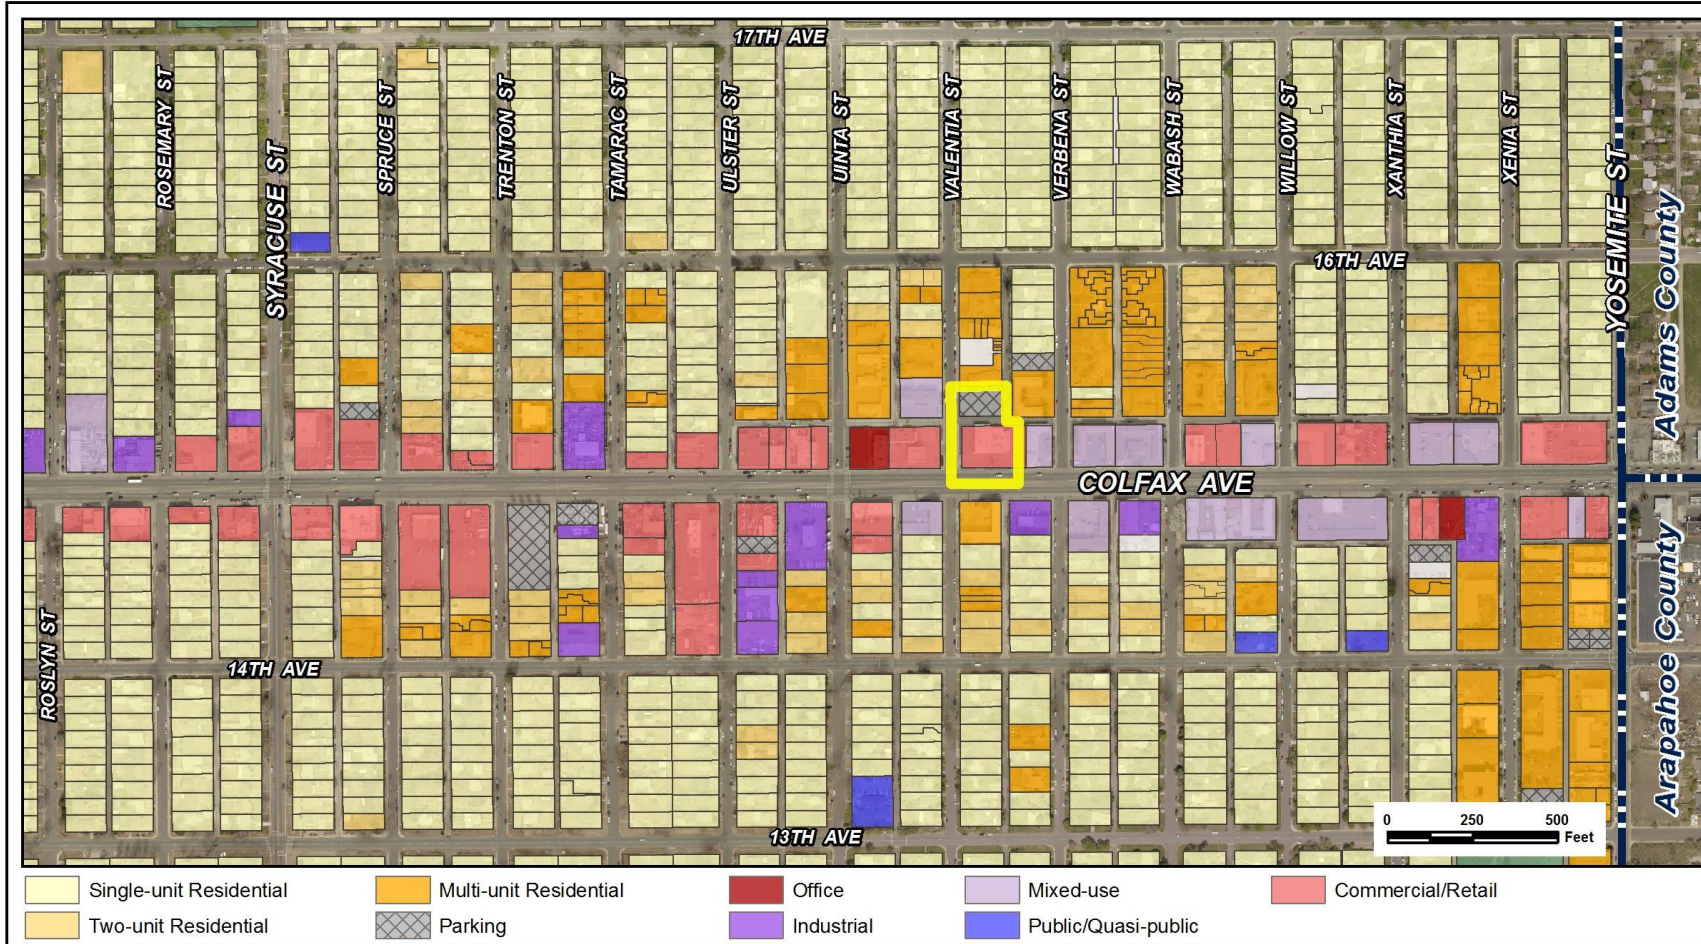 17TH AVE
ROSEMARY ST
SYRACUSE ST
SPRUCE ST
TRENTON ST
TAMARAC ST
ULSTER ST
UINTA ST
VALENTIA ST
VERBENA ST
WABASH ST
WILLOW ST
XANTHIA ST
XENIA ST
YOSEMITE ST
Adams County
16TH AVE
COLFAX AVE
ROSLYN ST
14TH AVE
Arapahoe County
13TH AVE
0 250 500
Feet
Single-unit Residential
Multi-unit Residential
Office
Mixed-use
Commercial/Retail
Two-unit Residential
Parking
Industrial
Public/Quasi-public